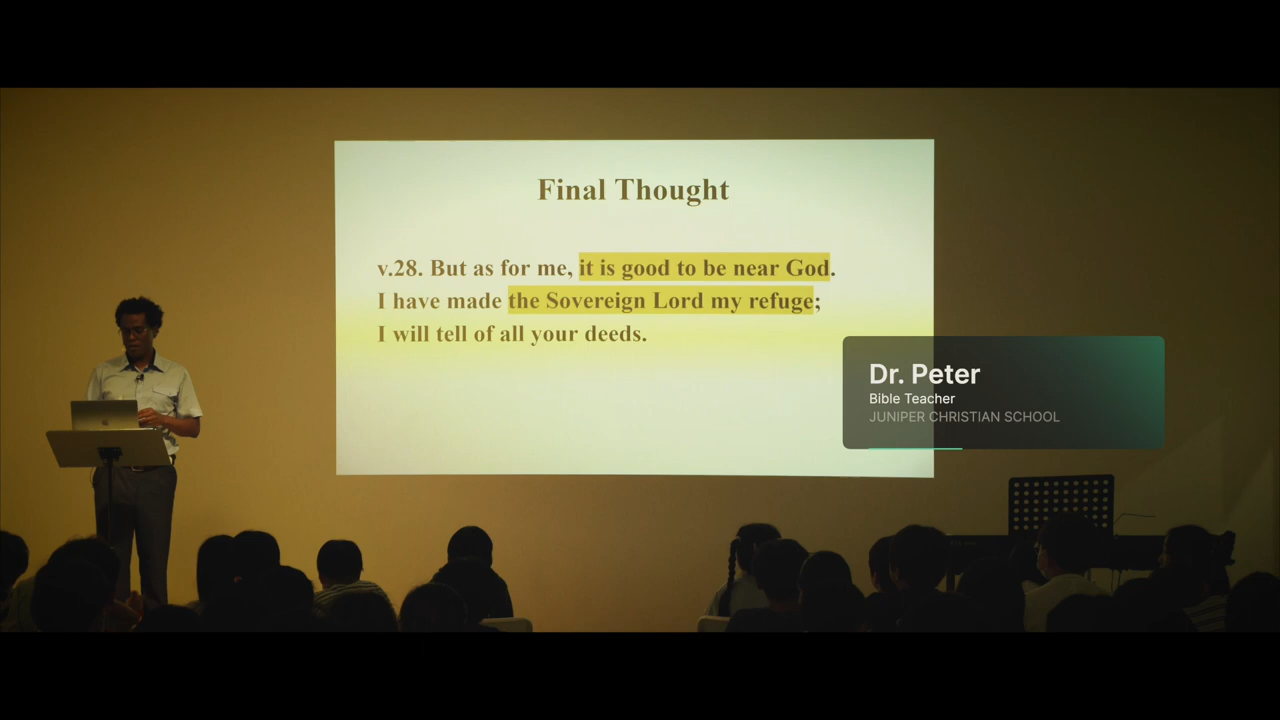 Final Thought
v.28. But as for me, it is good to be near God.
I have made the Sovereign Lord my refuge;
I will tell of all your deeds.
Dr. Peter
Bible Teacher
JUNIPER CHRISTIAN SCHOOL